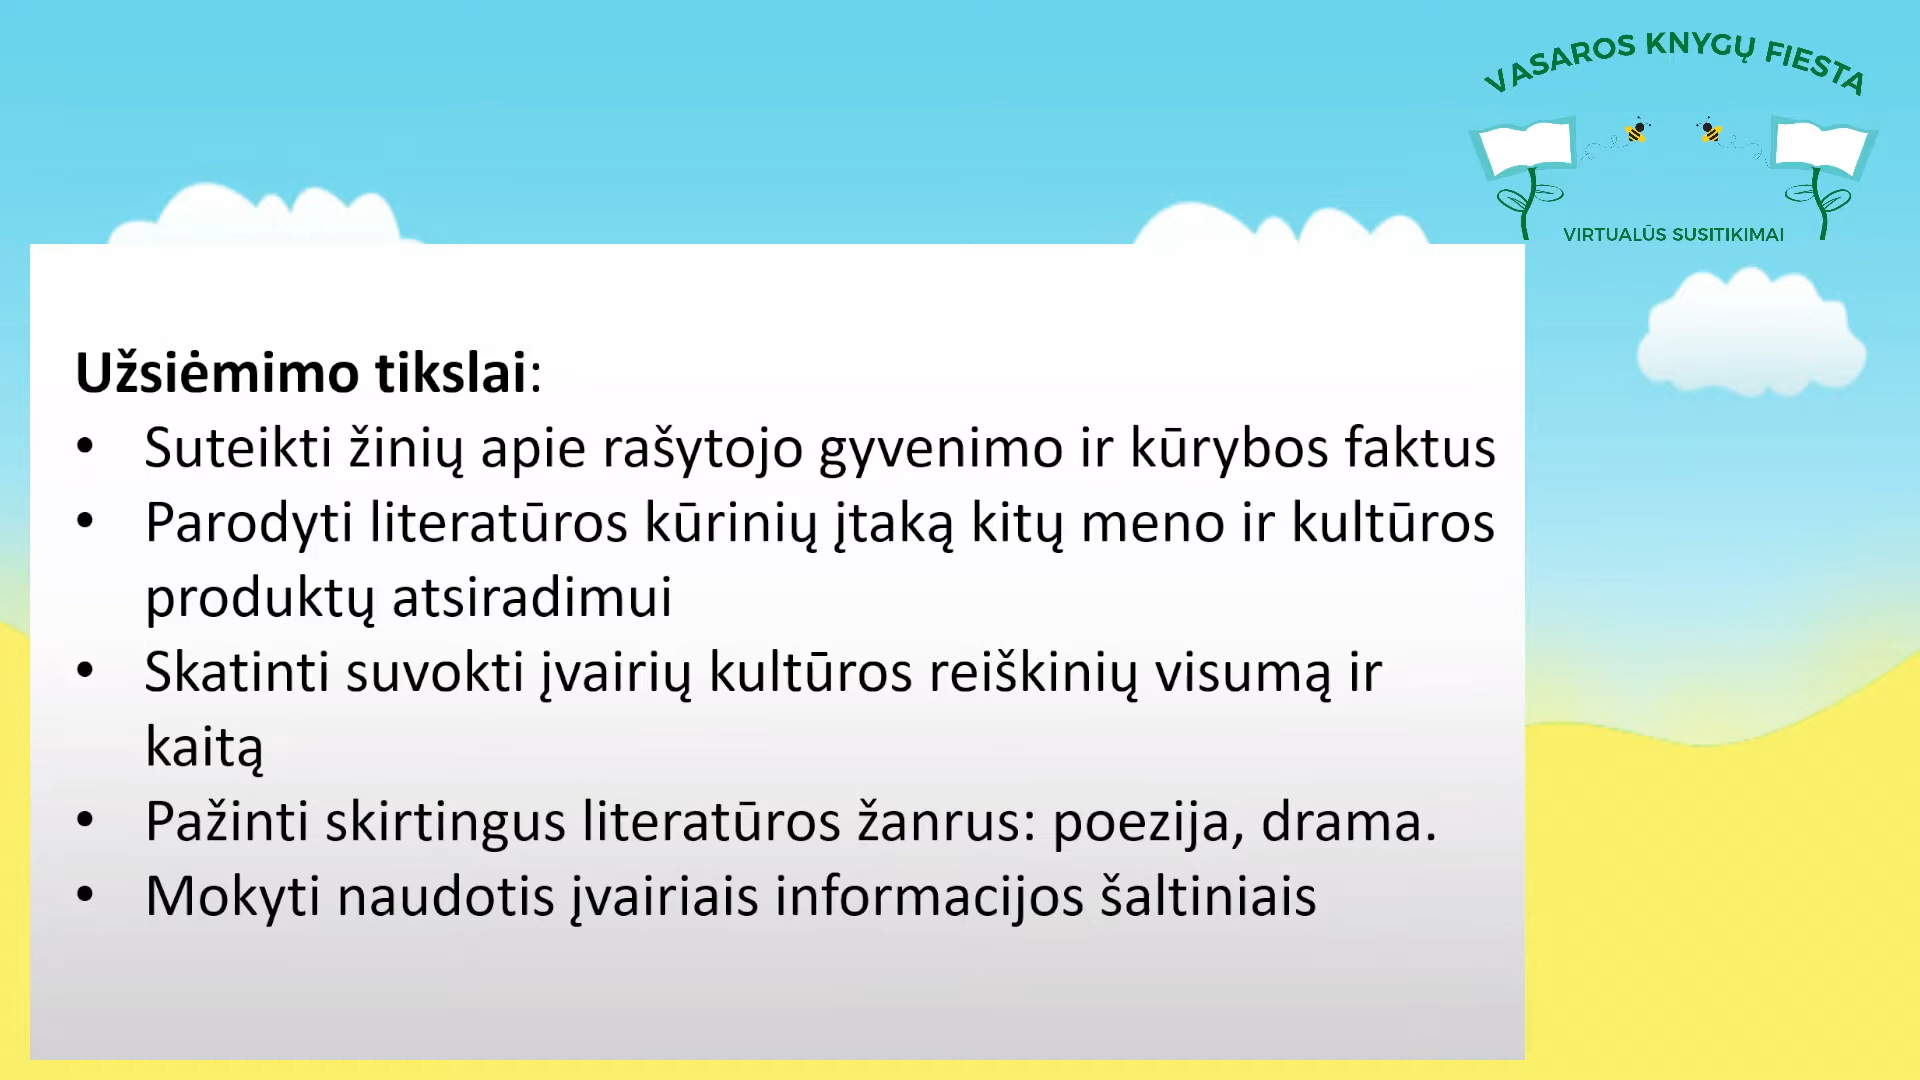 VASAROS KNYGŲ FIESTA
VIRTUALŪS SUSITIKIMAI
Užsiėmimo tikslai:
• Suteikti žinių apie rašytojo gyvenimo ir kūrybos faktus
• Parodyti literatūros kūrinių įtaką kitų meno ir kultūros
produktų atsiradimui
• Skatinti suvokti įvairių kultūros reiškinių visumą ir
kaitą
• Pažinti skirtingus literatūros žanrus: poezija, drama.
• Mokyti naudotis įvairiais informacijos šaltiniais